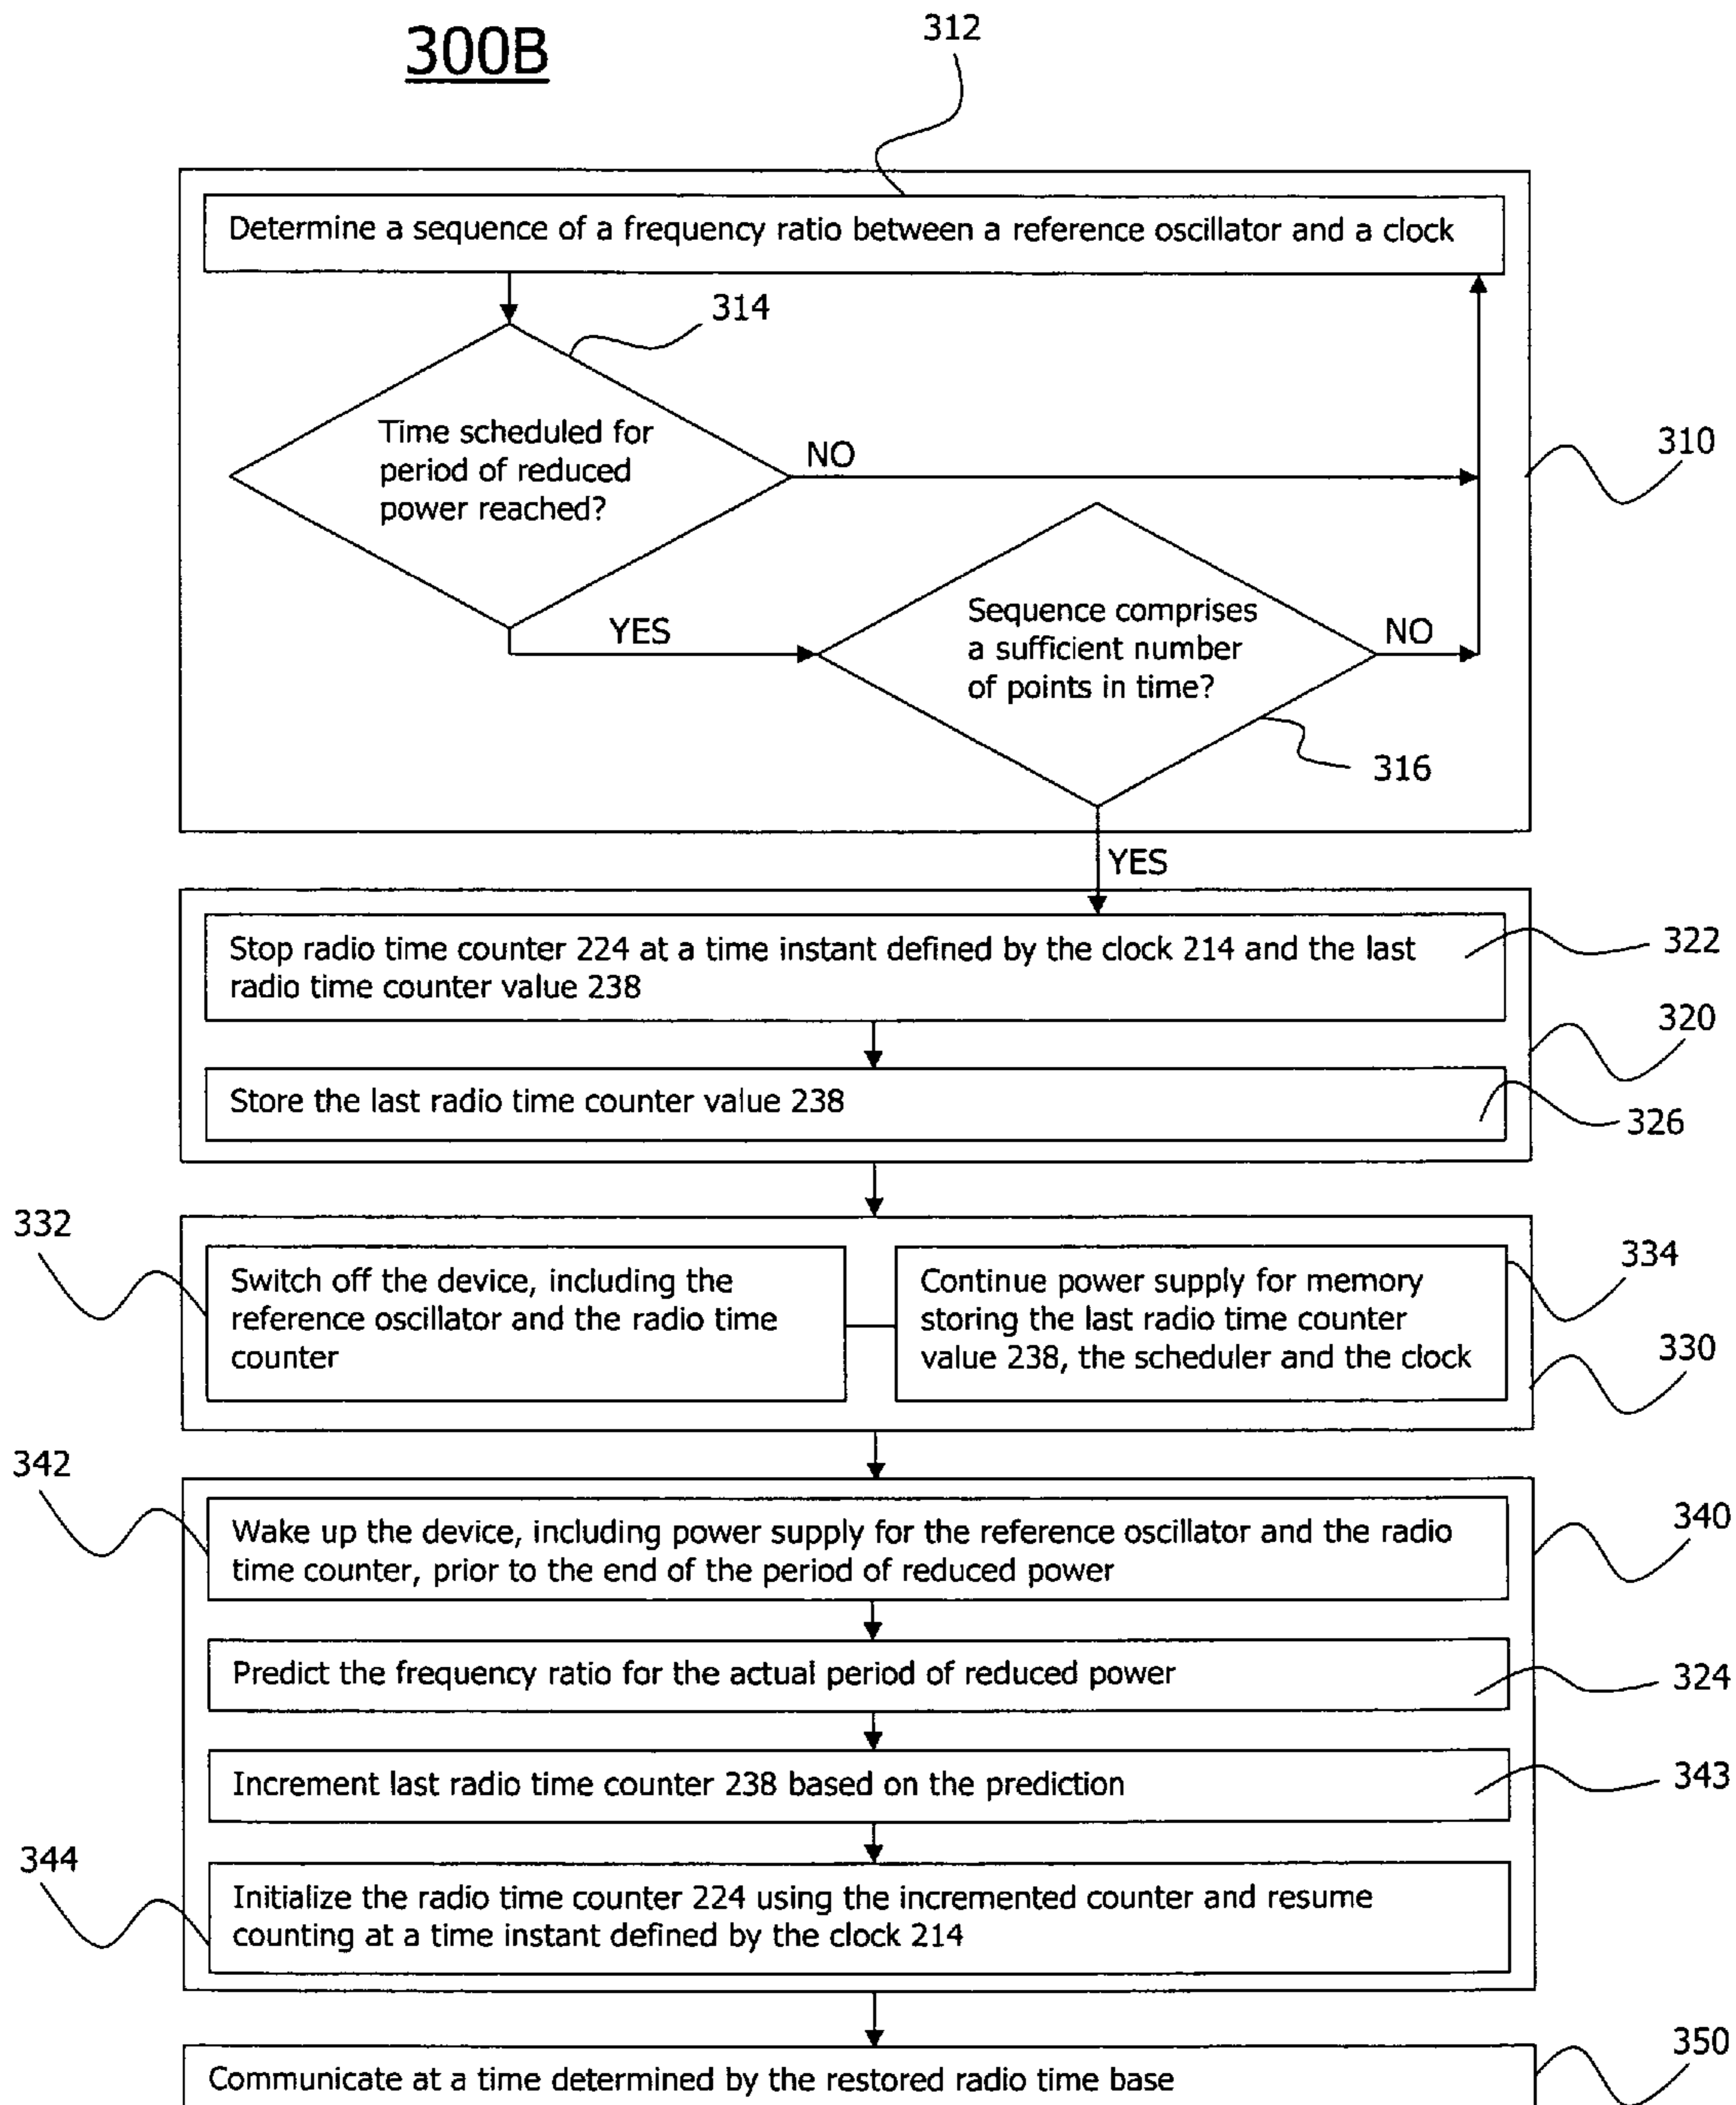 300B
312
Determine a sequence of a frequency ratio between a reference oscillator and a clock
314
Time scheduled for
period of reduced
power reached?
NO
310
YES
Sequence comprises
a sufficient number
of points in time?
NO
316
YES
Stop radio time counter 224 at a time instant defined by the clock 214 and the last
radio time counter value 238
322
320
Store the last radio time counter value 238
326
332
Switch off the device, including the
reference oscillator and the radio time
counter
Continue power supply for memory
storing the last radio time counter
value 238, the scheduler and the clock
334
330
342
Wake up the device, including power supply for the reference oscillator and the radio
time counter, prior to the end of the period of reduced power
340
Predict the frequency ratio for the actual period of reduced power
324
Increment last radio time counter 238 based on the prediction
343
344
Initialize the radio time counter 224 using the incremented counter and resume
counting at a time instant defined by the clock 214
350
Communicate at a time determined by the restored radio time base